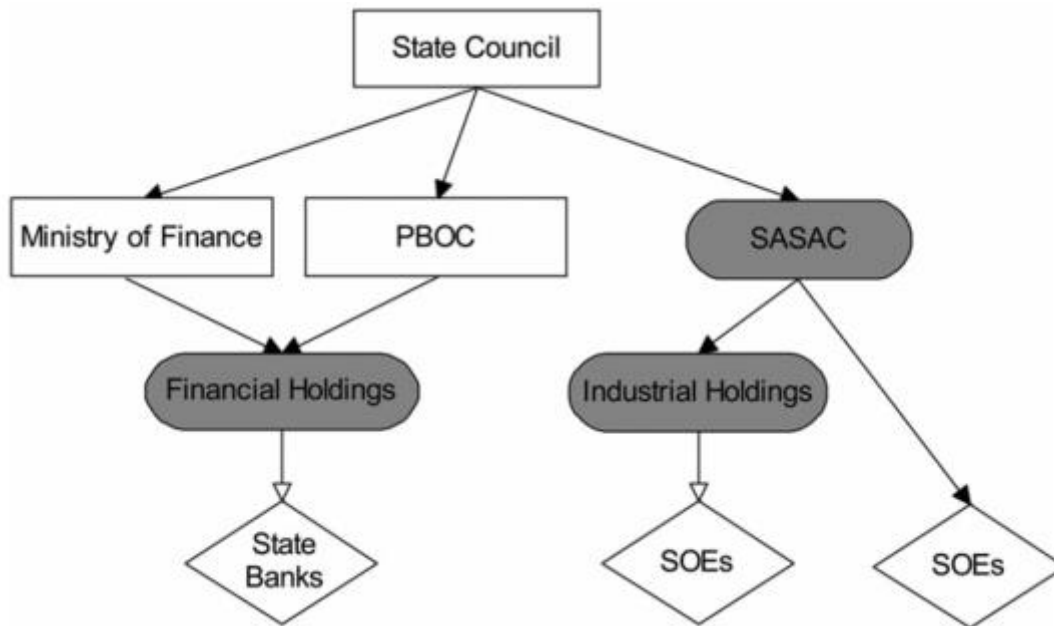 State Council
Ministry of Finance
PBOC
SASAC
Financial Holdings
Industrial Holdings
State
Banks
SOEs
SOEs